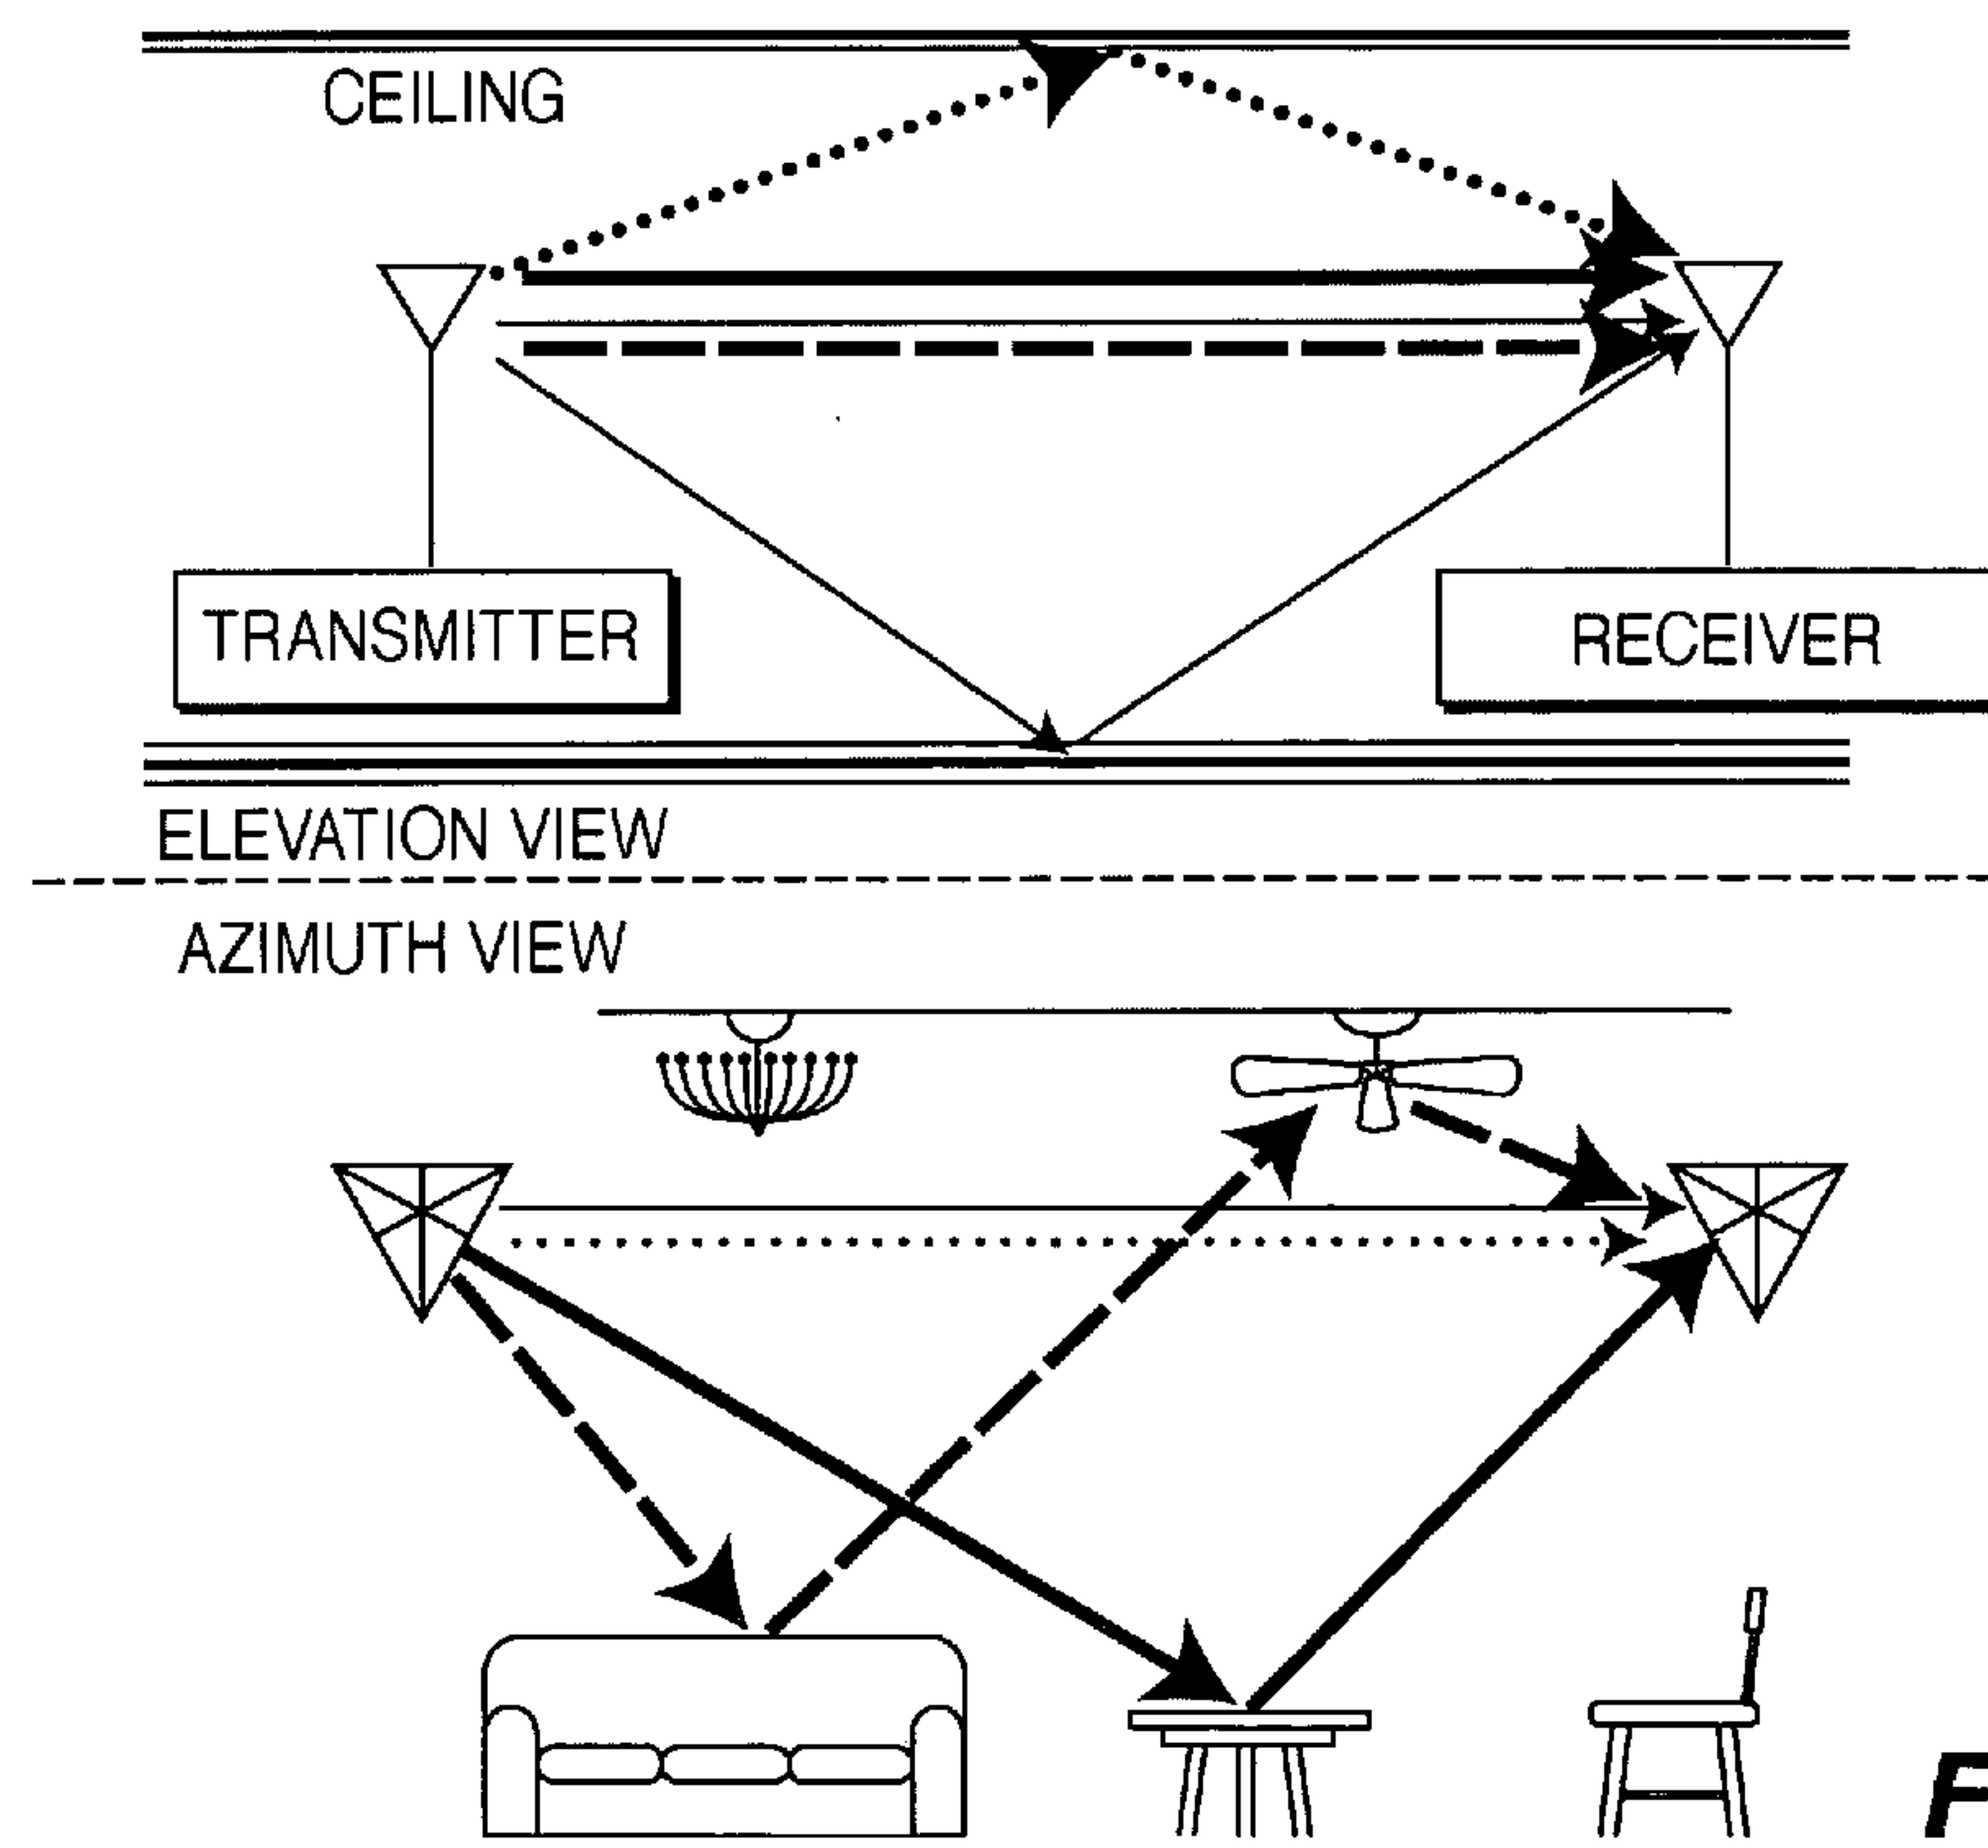 CEILING
TRANSMITTER
RECEIVER
ELEVATION VIEW
AZIMUTH VIEW